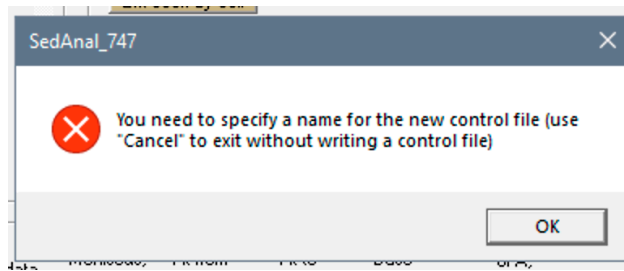 SedAnal_747
You need to specify a name for the new control file (use
"Cancel" to exit without writing a control file)
OK